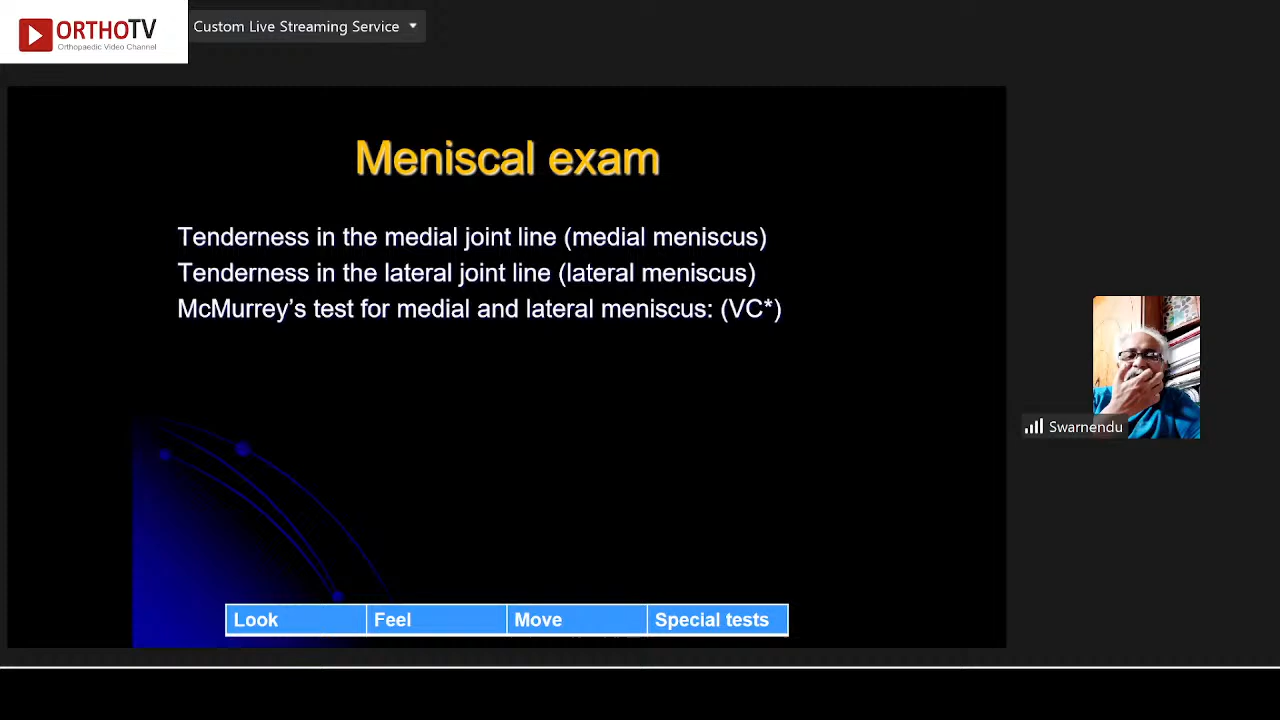 ORTHOTV
Orthopaedic Video Channel
Custom Live Streaming Service
Meniscal exam
Tenderness in the medial joint line (medial meniscus)
Tenderness in the lateral joint line (lateral meniscus)
McMurrey’s test for medial and lateral meniscus: (VC*)
Swarnendu
Look Feel Move Special tests